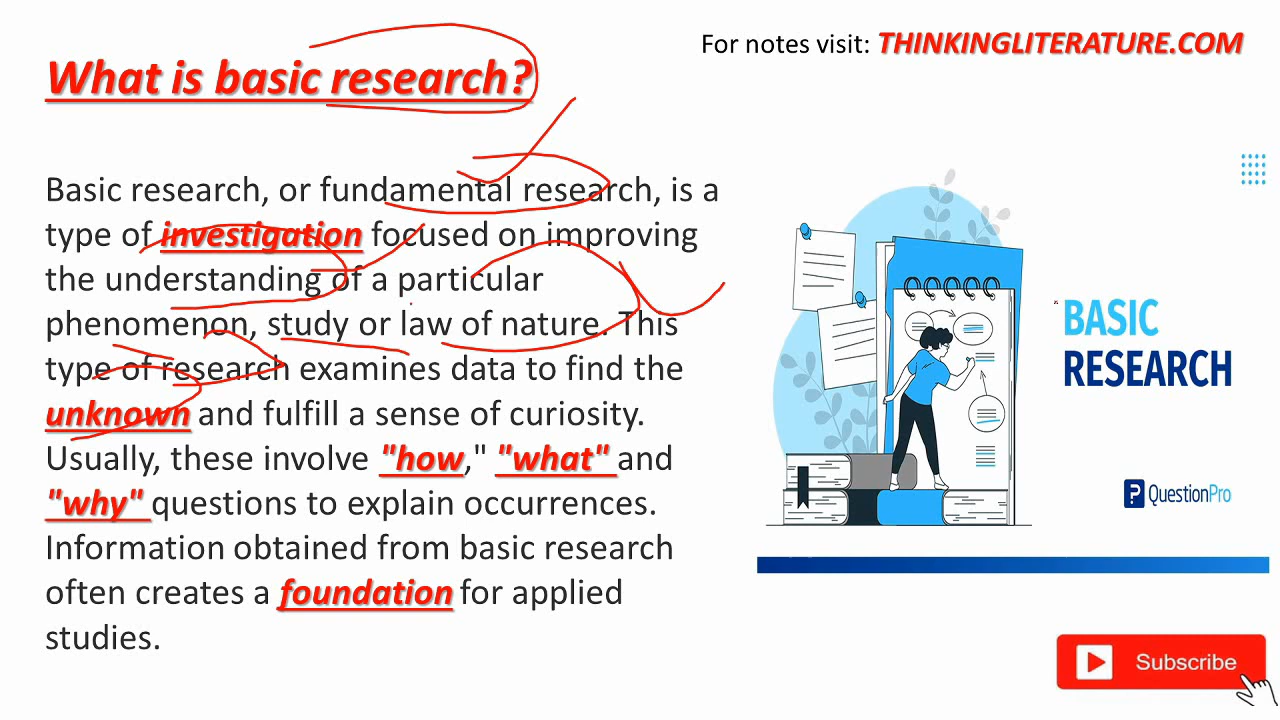 For notes visit: THINKINGLITERATURE.COM
What is basic research?
Basic research, or fundamental research, is a
type of investigation focused on improving
the understanding of a particular
phenomenon, study or law of nature. This
type of research examines data to find the
unknown and fulfill a sense of curiosity.
Usually, these involve "how," "what" and
"why" questions to explain occurrences.
Information obtained from basic research
often creates a foundation for applied
studies.
BASIC
RESEARCH
QuestionPro
Subscribe